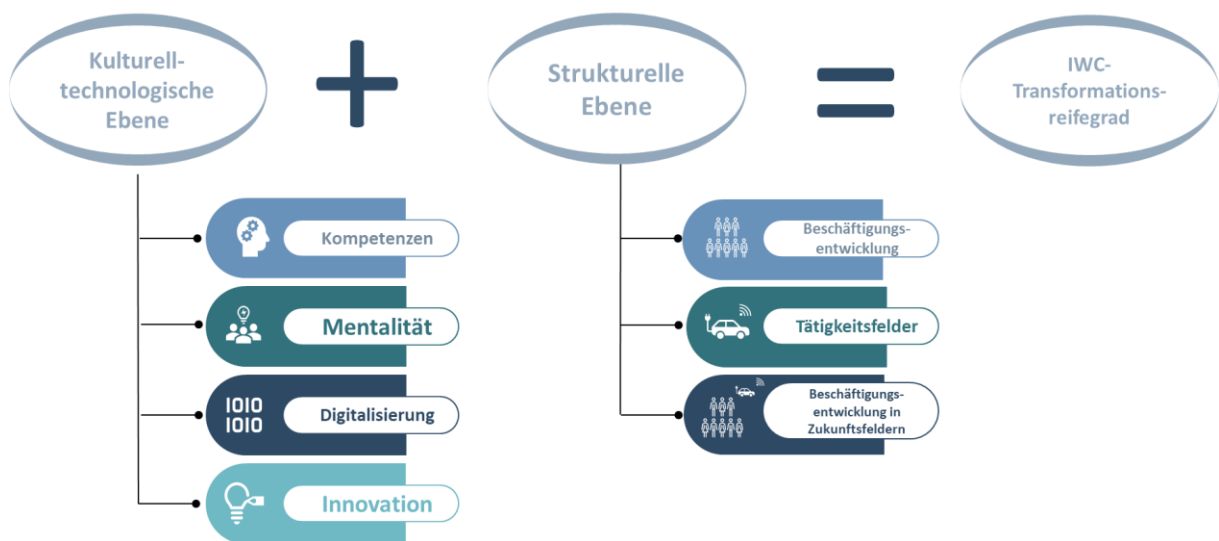 Kulturell-
technologische
Ebene
+
Strukturelle
Ebene
=
IWC-
Transformations-
reifegrad
Kompetenzen
Mentalität
1010
1010
Digitalisierung
Innovation
Beschäftigungs-
entwicklung
Tätigkeitsfelder
Beschäftigungs-
entwicklung in
Zukunftsfeldern